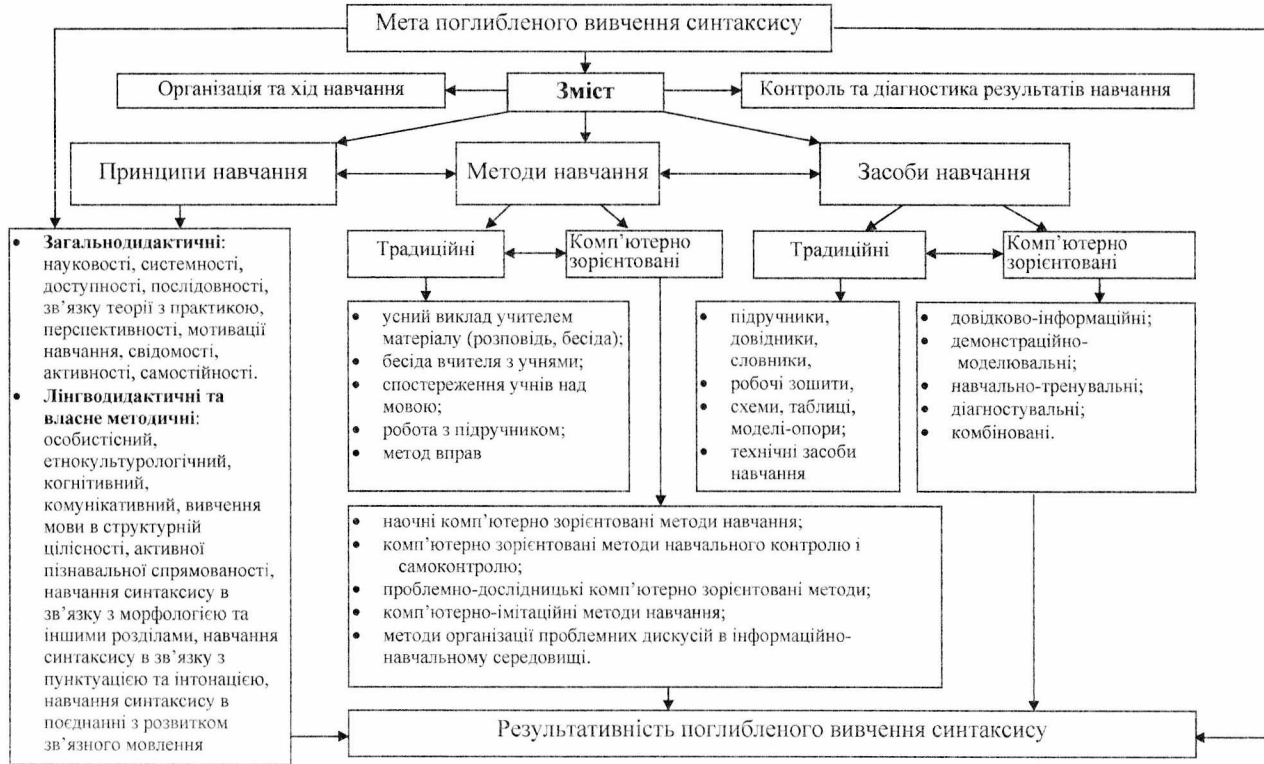 Мета поглибленого вивчення синтаксису
Організація та хід навчання
Зміст
Контроль та діагностика результатів навчання
Принципи навчання
Методи навчання
Засоби навчання
• Загальнодидактичні:
науковості, системності,
доступності, послідовності,
зв’язку теорії з практикою,
перспективності, мотивації
навчання, свідомості,
активності, самостійності.
• Лінгводидактичні та
власне методичні:
особистісний,
етнокультурологічний,
когнітивний,
комунікативний, вивчення
мови в структурній
цілісності, активної
пізнавальної спрямованості,
навчання синтаксису в
зв’язку з морфологією та
іншими розділами, навчання
синтаксису в зв’язку з
пунктуацією та інтонацією,
навчання синтаксису в
поєднанні з розвитком
зв’язного мовлення
Традиційні
Комп’ютерно
зорієнтовані
Традиційні
Комп’ютерно
зорієнтовані
• усний виклад учителем
матеріалу (розповідь, бесіда);
• бесіда вчителя з учнями;
• спостереження учнів над
мовою;
• робота з підручником;
• метод вправ
• підручники,
довідники,
словники,
• робочі зошити,
• схеми, таблиці,
моделі-опори;
• технічні засоби
навчання
• довідково-інформаційні;
• демонстраційно-
моделювальні;
• навчально-тренувальні;
• діагностувальні;
• комбіновані.
• наочні комп’ютерно зорієнтовані методи навчання;
• комп’ютерно зорієнтовані методи навчального контролю і
самоконтролю;
• проблемно-дослідницькі комп’ютерно зорієнтовані методи;
• комп’ютерно-імітаційні методи навчання;
• методи організації проблемних дискусій в інформаційно-
навчальному середовищі.
Результативність поглибленого вивчення синтаксису